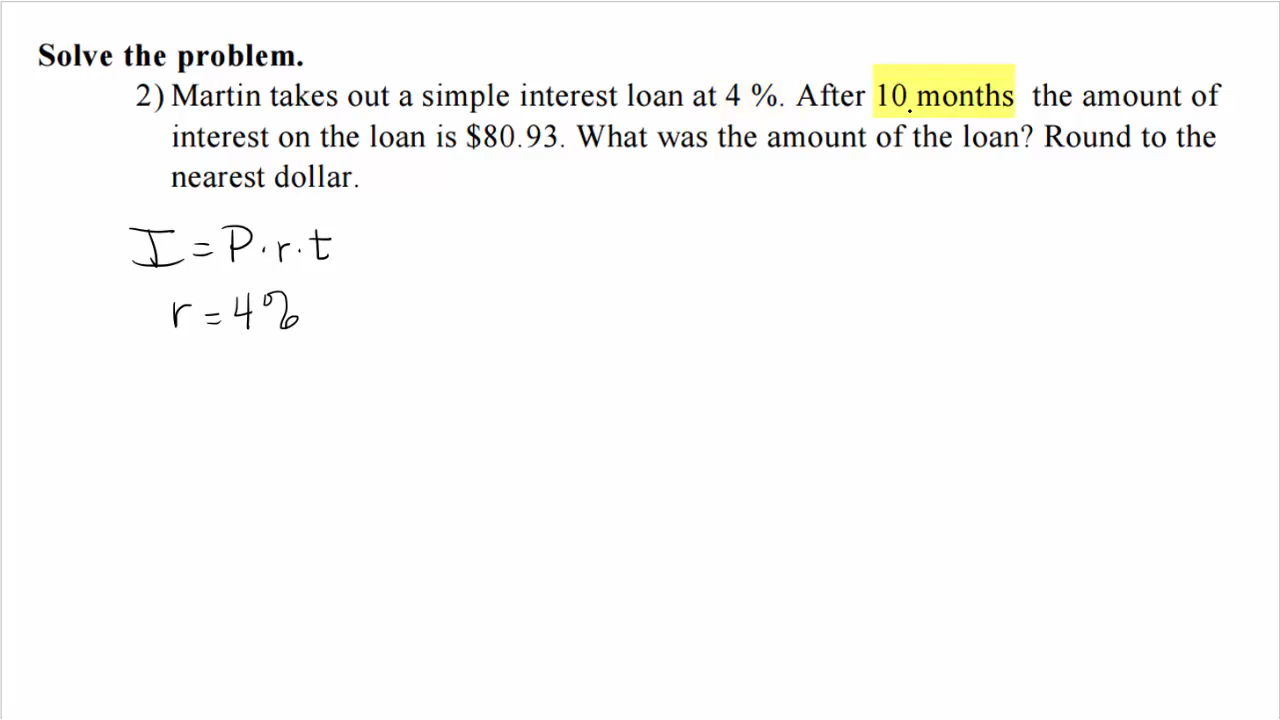 Solve the problem.
2) Martin takes out a simple interest loan at 4 %. After 10 months the amount of
interest on the loan is $80.93. What was the amount of the loan? Round to the
nearest dollar.
I = P · r · t
r = 4%